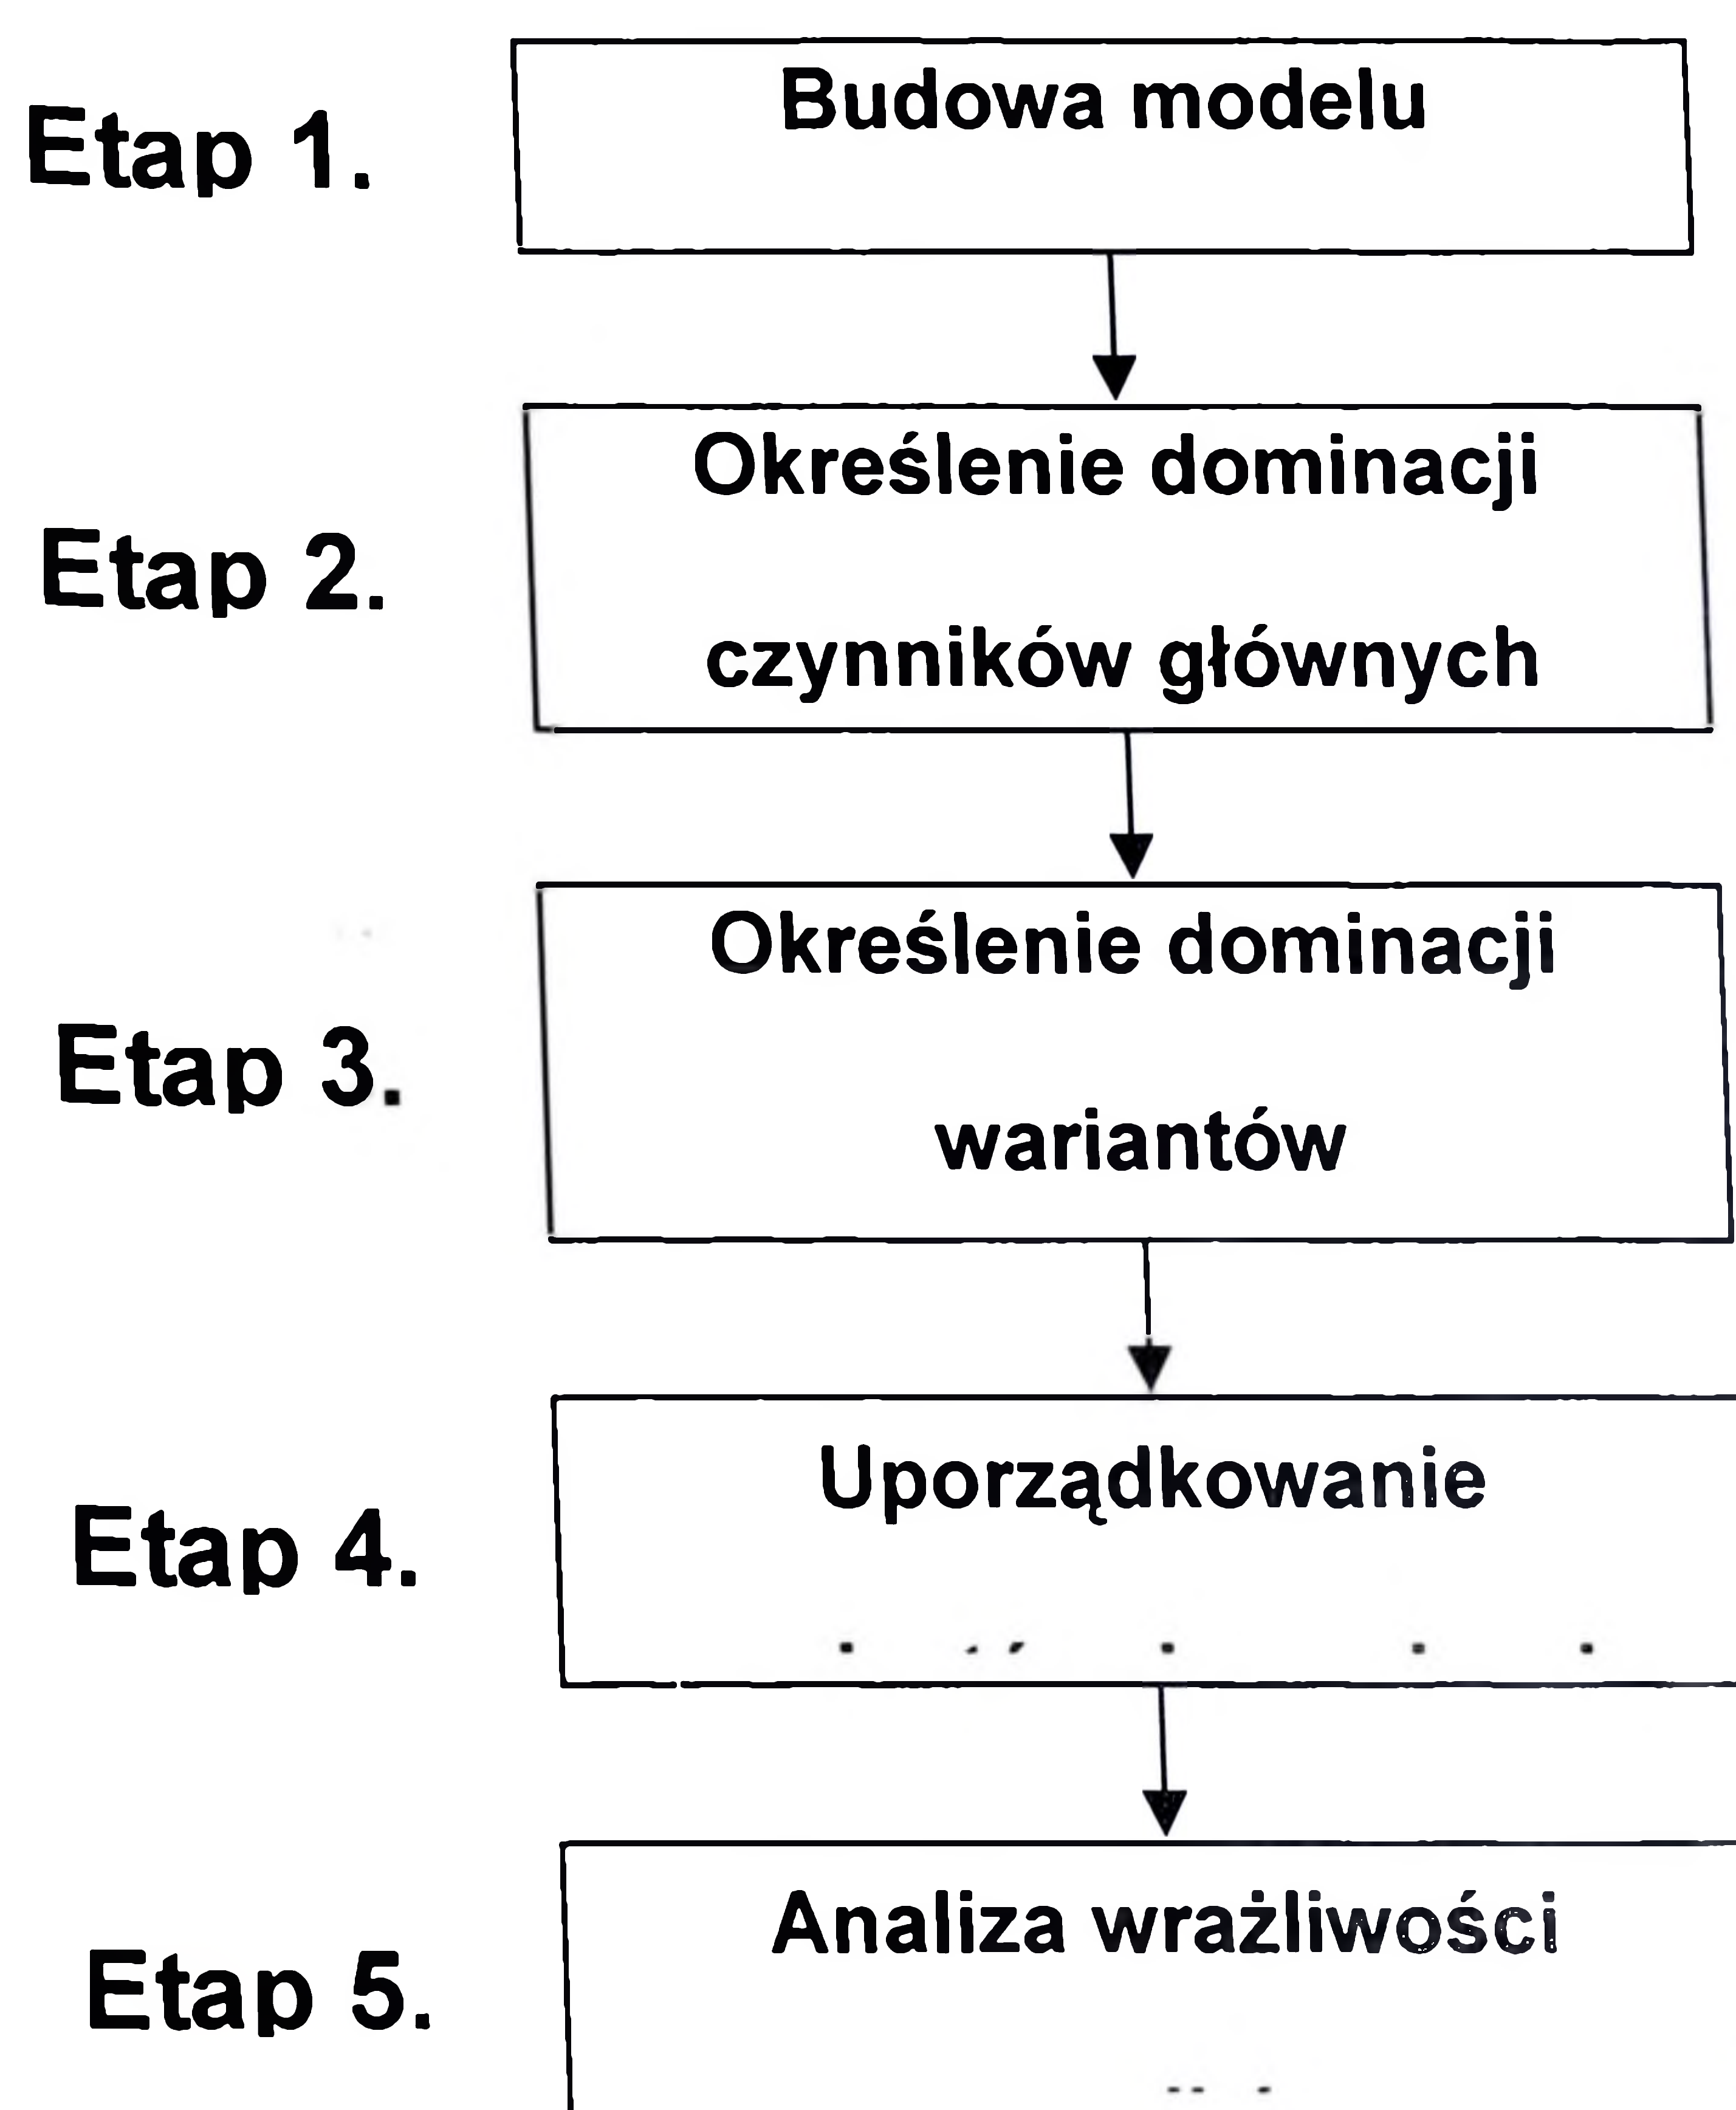 Etap 1.
Budowa modelu
Etap 2.
Określenie dominacji
czynników głównych
Etap 3.
Określenie dominacji
wariantów
Etap 4.
Uporządkowanie
Etap 5.
Analiza wrażliwości